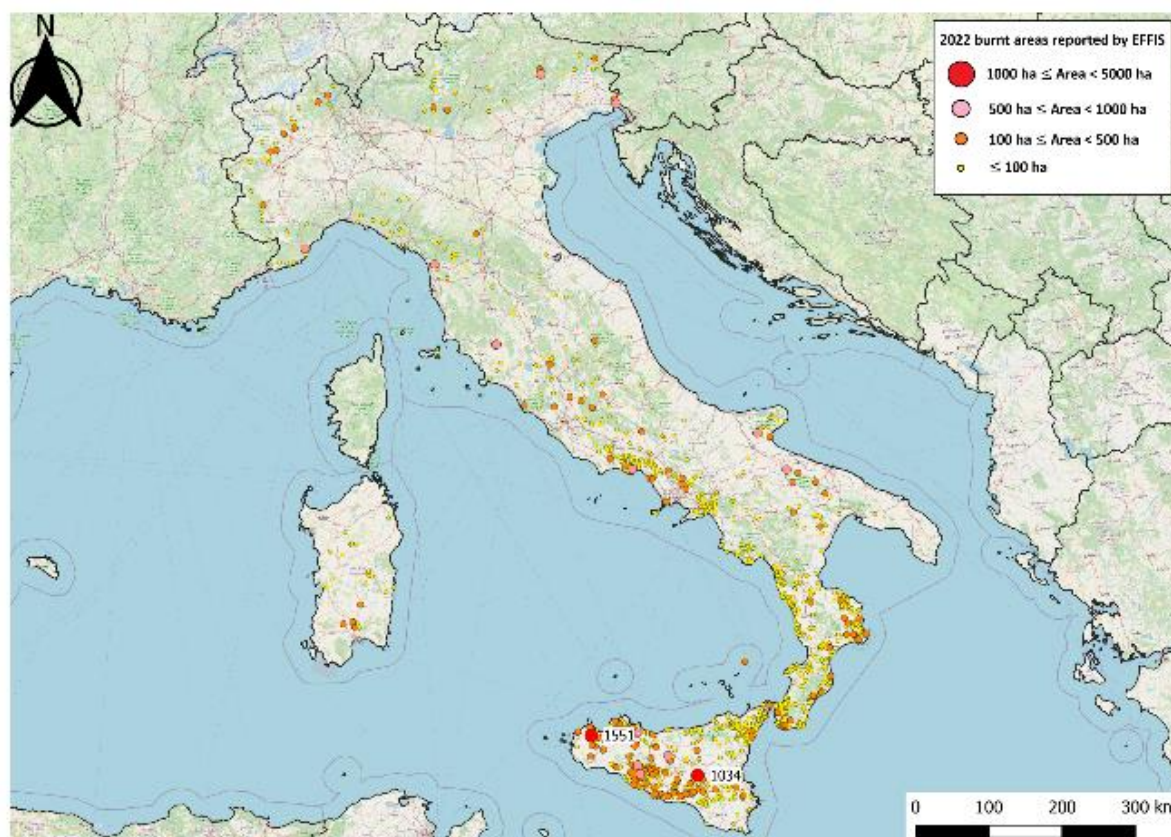 N
2022 burnt areas reported by EFFIS
1000 ha ≤ Area < 5000 ha
500 ha ≤ Area < 1000 ha
100 ha ≤ Area < 500 ha
≤ 100 ha
1551
1034
0 100 200 300 km